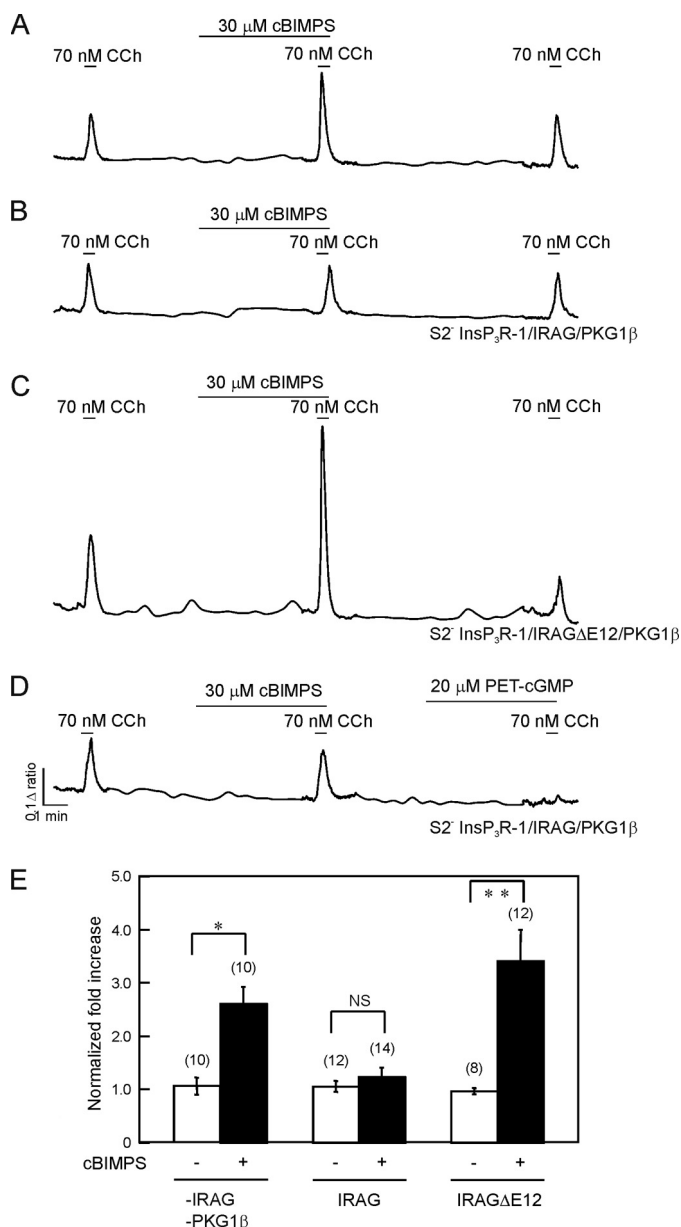 A
30 µM cBIMPS
70 nM CCh 70 nM CCh 70 nM CCh
B
30 µM cBIMPS
70 nM CCh 70 nM CCh 70 nM CCh
S2⁻ InsP₃R-1/IRAG/PKG1β
C
30 µM cBIMPS
70 nM CCh 70 nM CCh 70 nM CCh
S2⁻ InsP₃R-1/IRAGΔE12/PKG1β
D
30 µM cBIMPS 20 µM PET-cGMP
70 nM CCh 70 nM CCh 70 nM CCh
0.1 Δ ratio
1 min
S2⁻ InsP₃R-1/IRAG/PKG1β
E
Normalized fold increase
5.0
4.0
3.0
2.0
1.0
0
* NS * *
(10) (10) (12) (14) (8) (12)
cBIMPS - + - + - +
-IRAG IRAG IRAGΔE12
-PKG1β